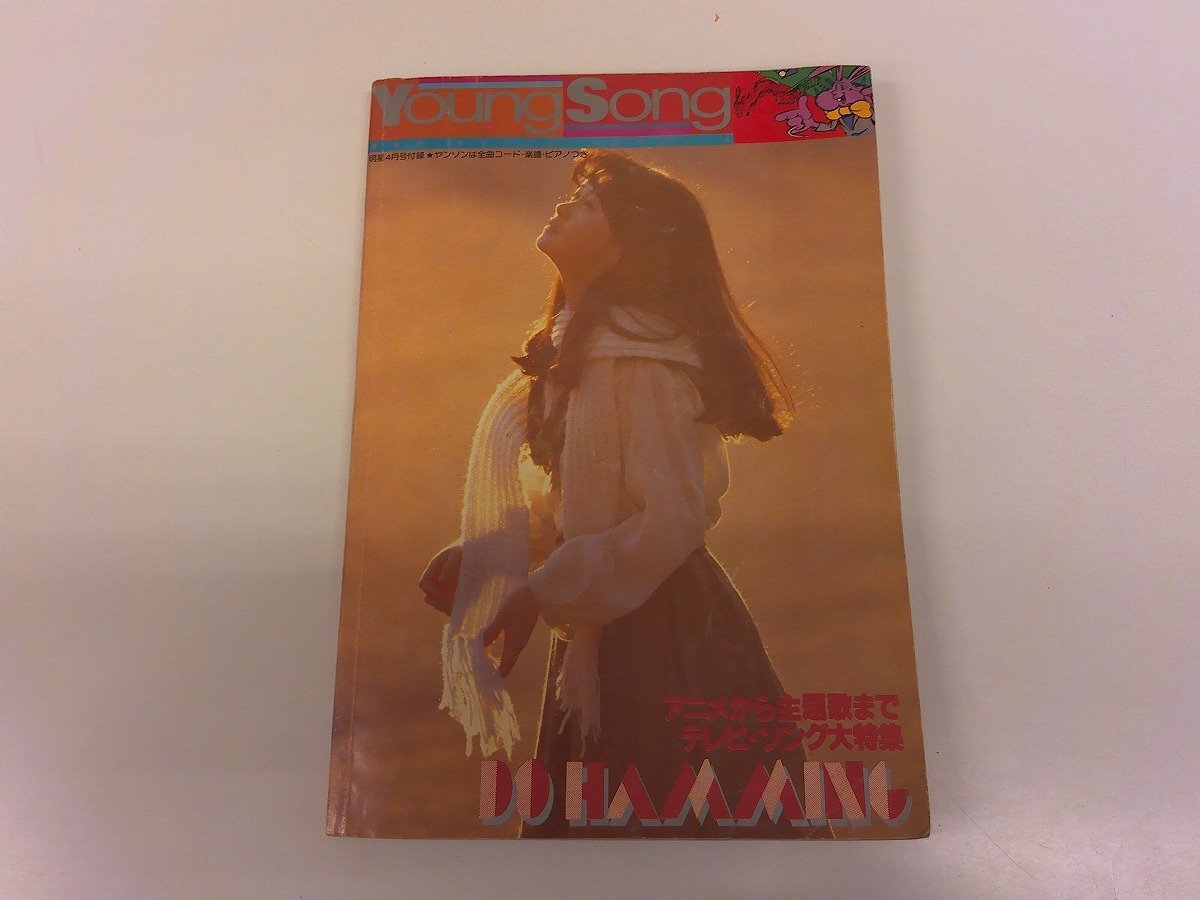 Young Song
明星4月号付録★ヤンソンは全曲コード・楽譜・ピアノつき
アニメから主題歌まで
テレビ・ソング大特集
DO HAMMING